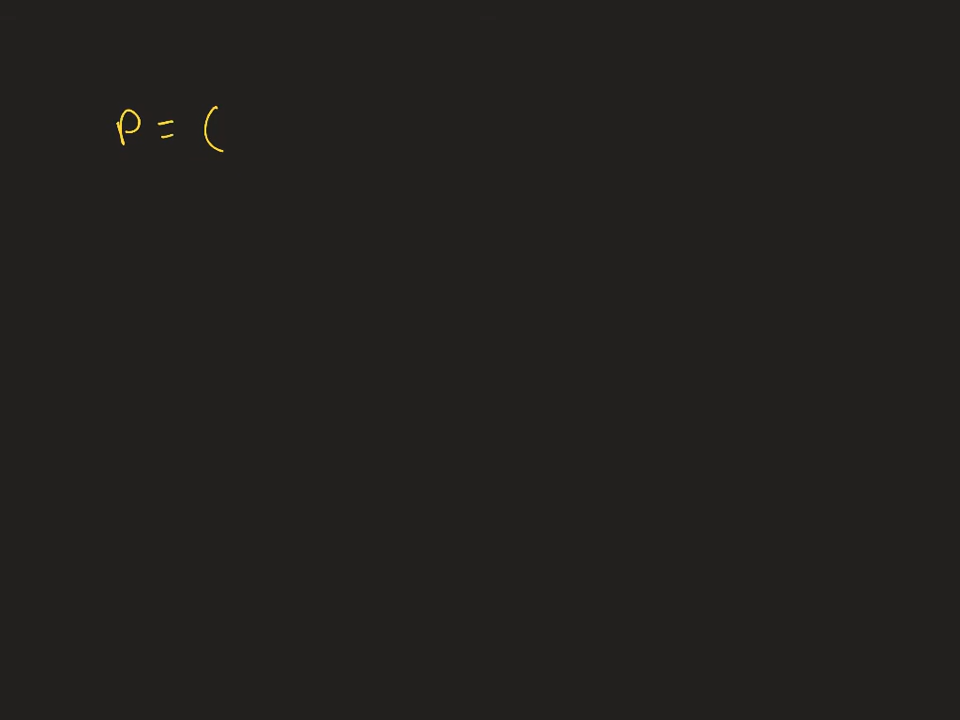 P = (